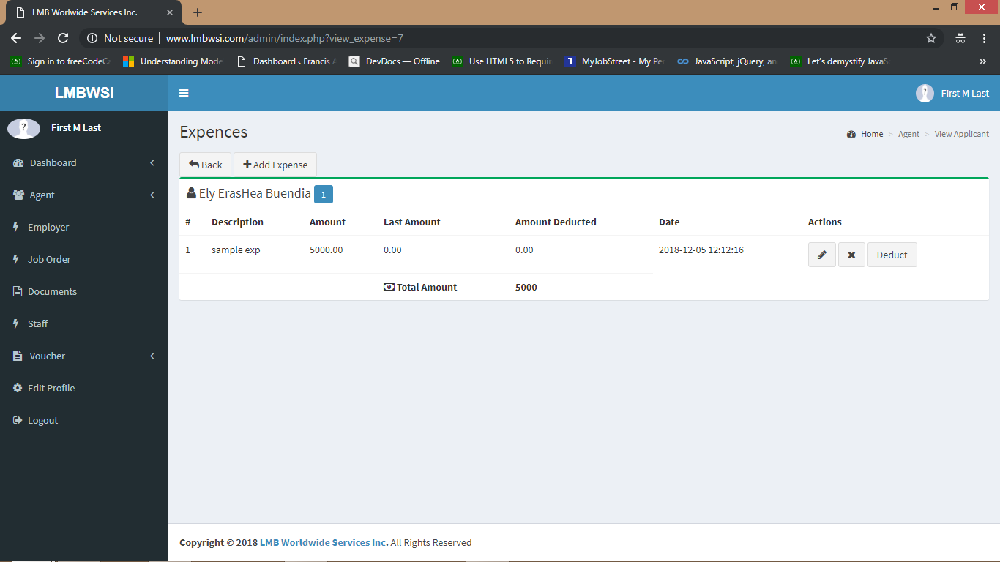 LMB Worlwide Services Inc.
Not secure | www.lmbwsi.com/admin/index.php?view_expense=7
Sign in to freeCodeCa Understanding Mode Dashboard ‹ Francis A DevDocs — Offline Use HTML5 to Requir MyJobStreet - My Per JavaScript, jQuery, an Let's demystify JavaS
LMBWSI
First M Last
First M Last
Dashboard
Agent
Employer
Job Order
Documents
Staff
Voucher
Edit Profile
Logout
Expences
Home > Agent > View Applicant
Back Add Expense
Ely ErasHea Buendia 1
# Description Amount Last Amount Amount Deducted Date Actions
1 sample exp 5000.00 0.00 0.00 2018-12-05 12:12:16 Deduct
Total Amount 5000
Copyright © 2018 LMB Worldwide Services Inc. All Rights Reserved